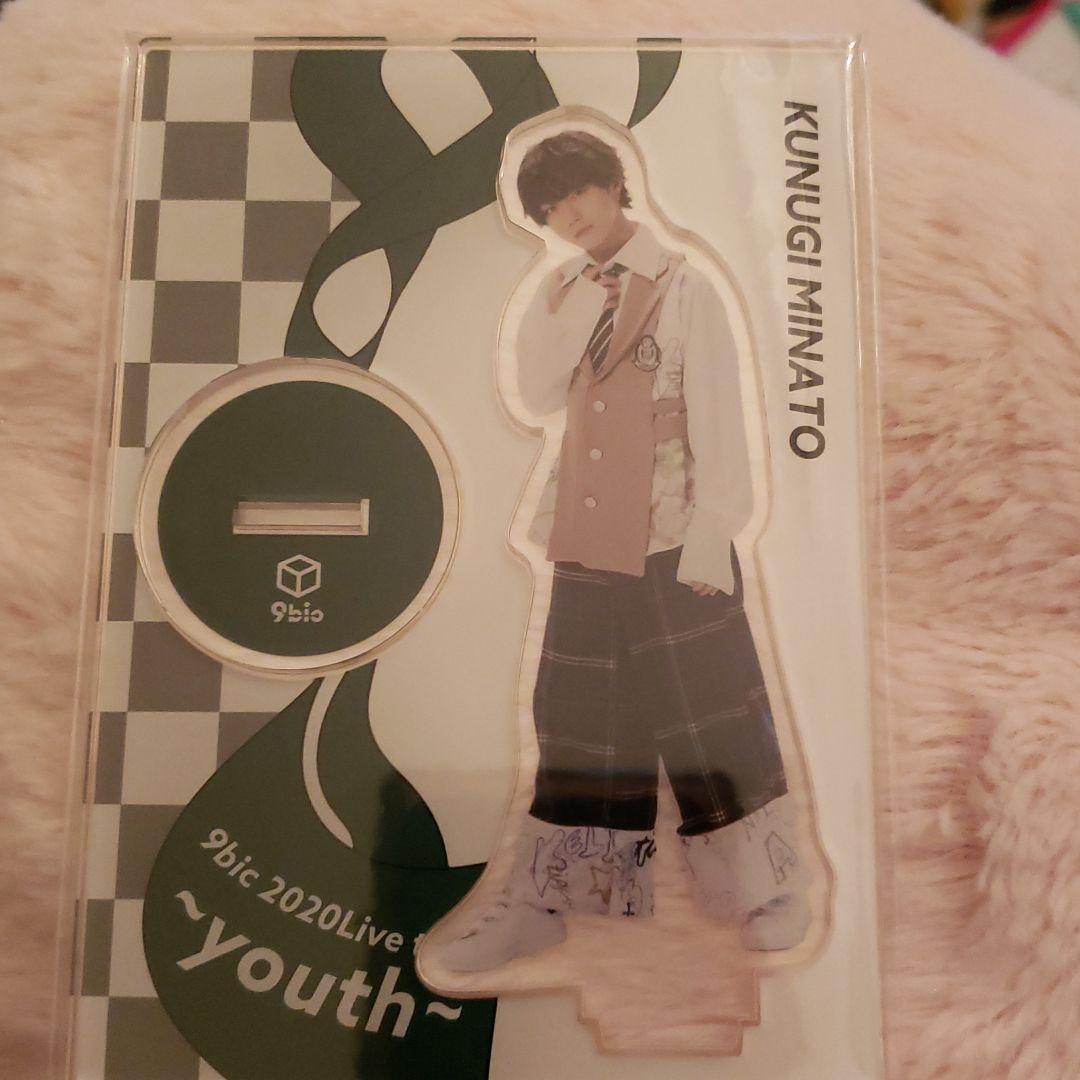 KUNUGI MINATO
9bic
9bic 2020Live
~youth~